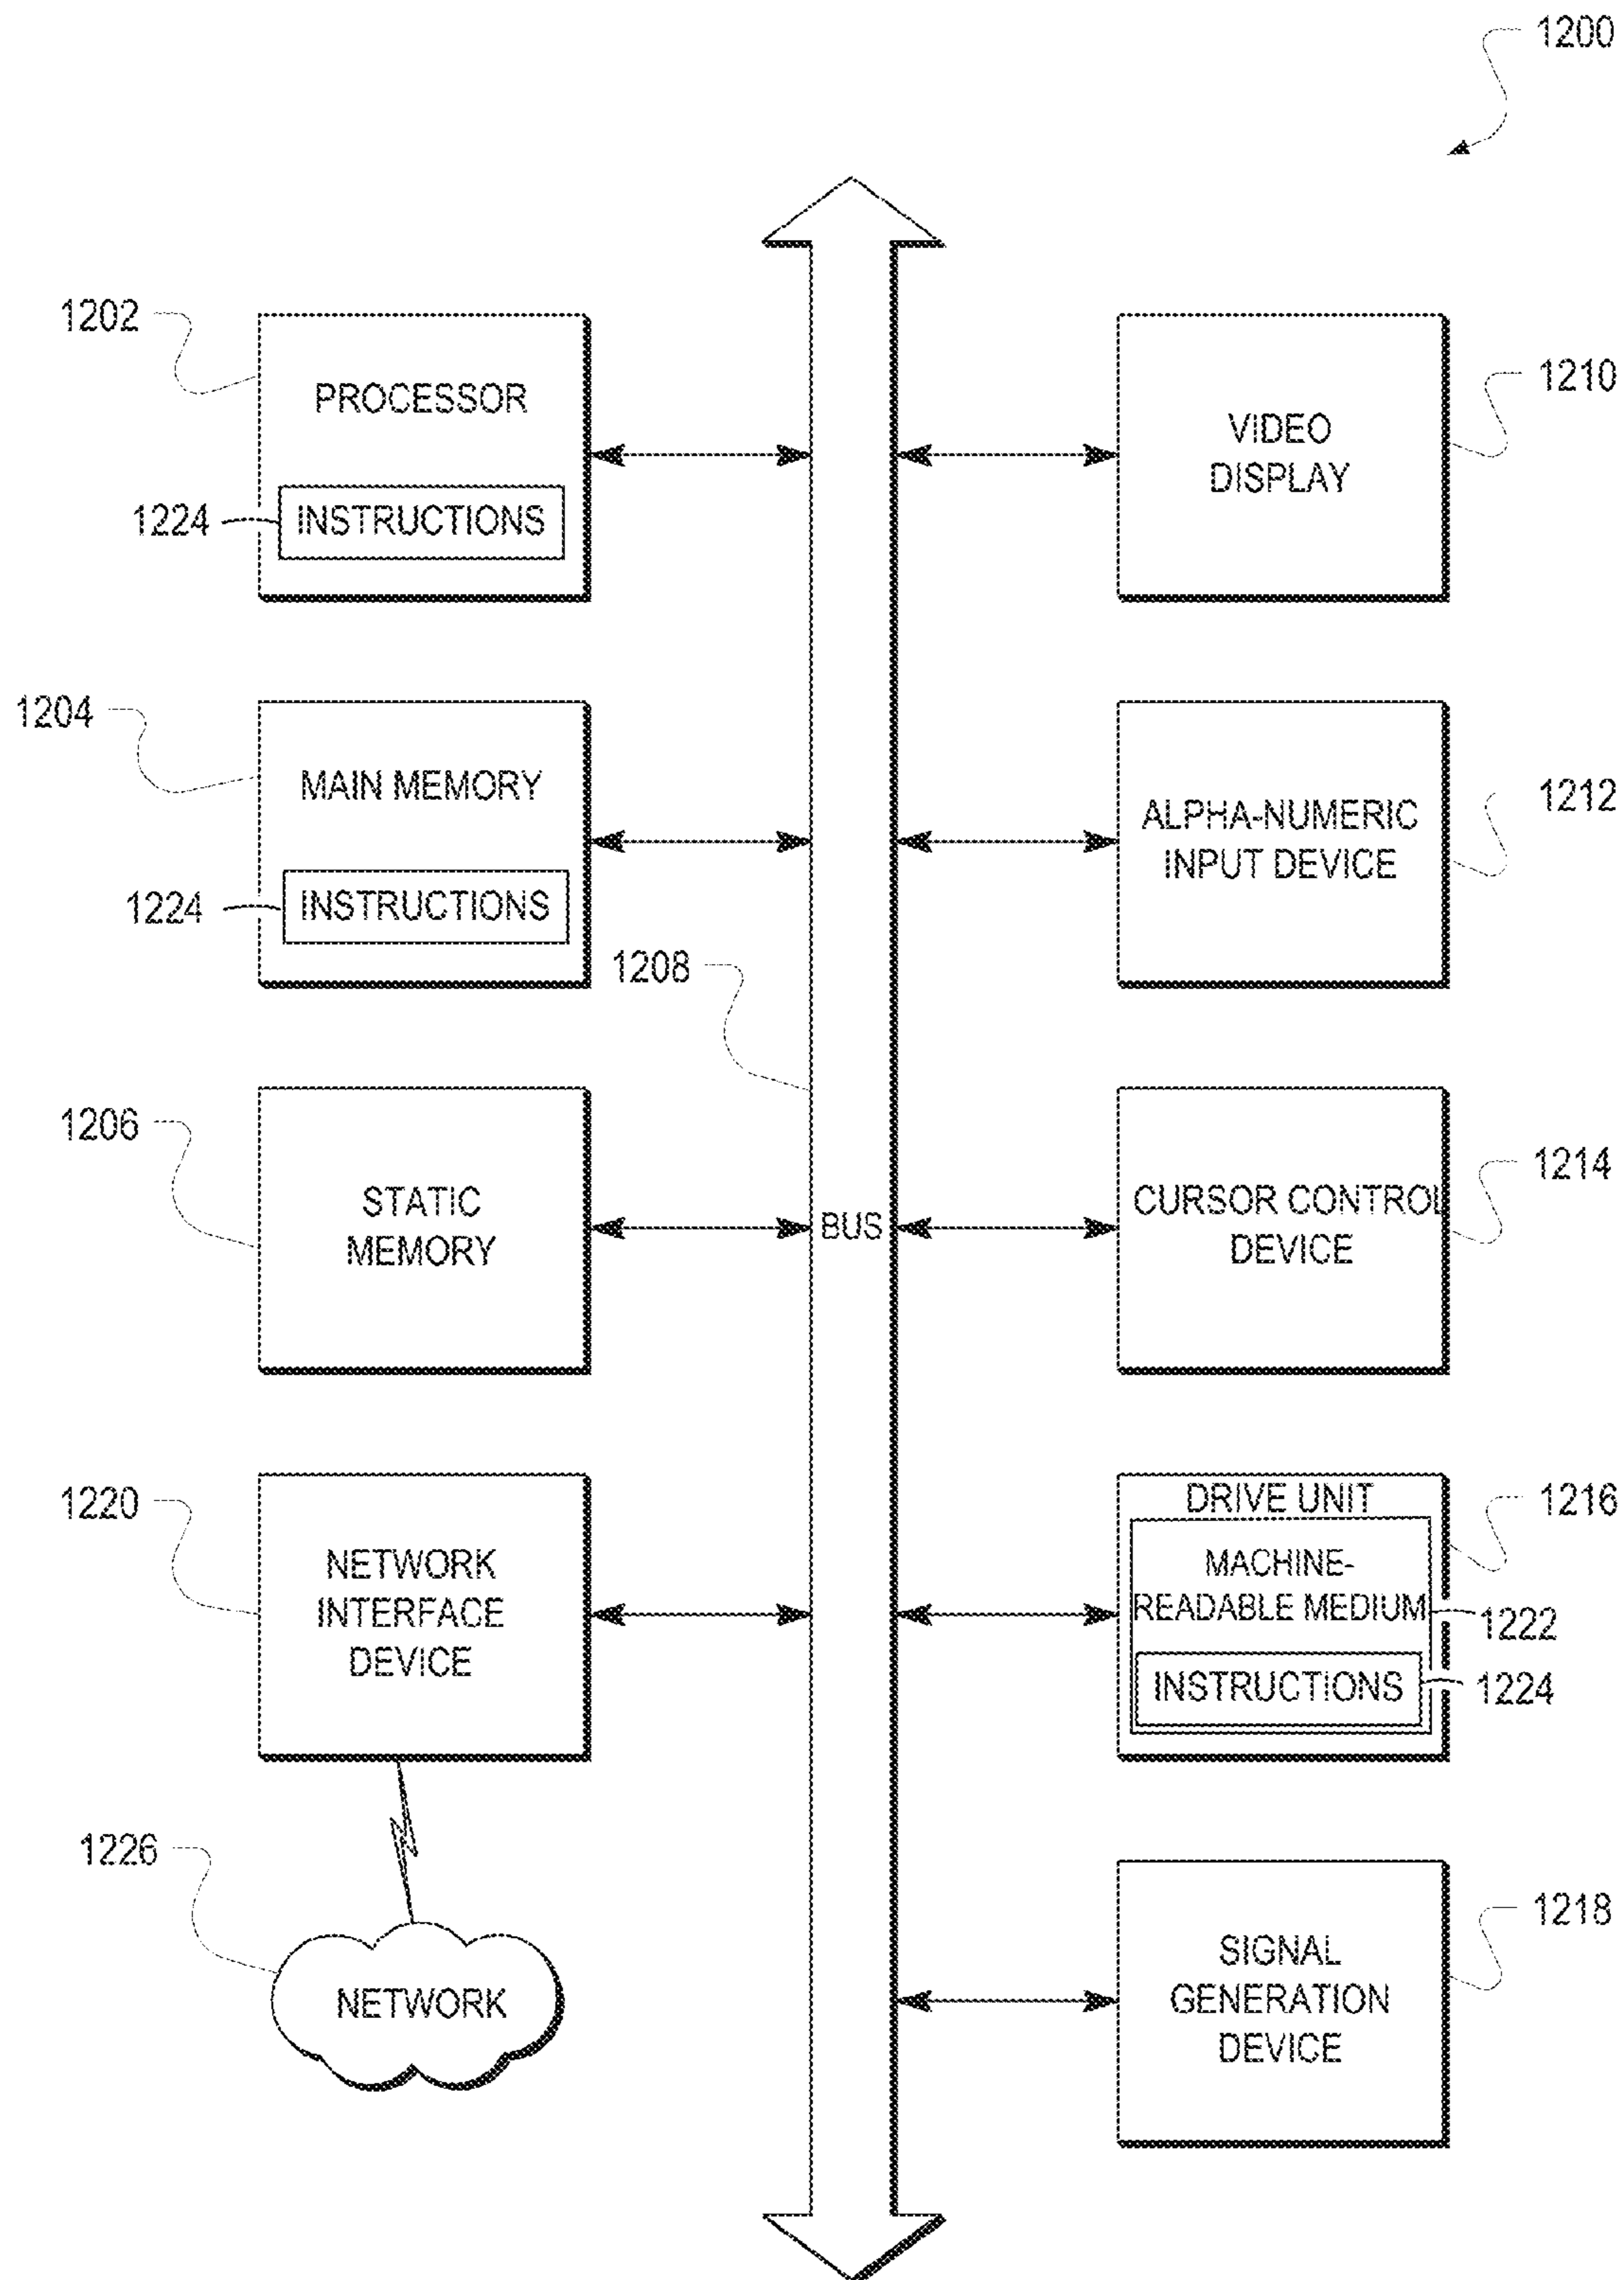 1200
1202
PROCESSOR
1224
INSTRUCTIONS
1210
VIDEO
DISPLAY
1204
MAIN MEMORY
1224
INSTRUCTIONS
1212
ALPHA-NUMERIC
INPUT DEVICE
1208
BUS
1206
STATIC
MEMORY
1214
CURSOR CONTROL
DEVICE
1220
NETWORK
INTERFACE
DEVICE
1216
DRIVE UNIT
MACHINE-
READABLE MEDIUM
1222
INSTRUCTIONS
1224
1226
NETWORK
1218
SIGNAL
GENERATION
DEVICE